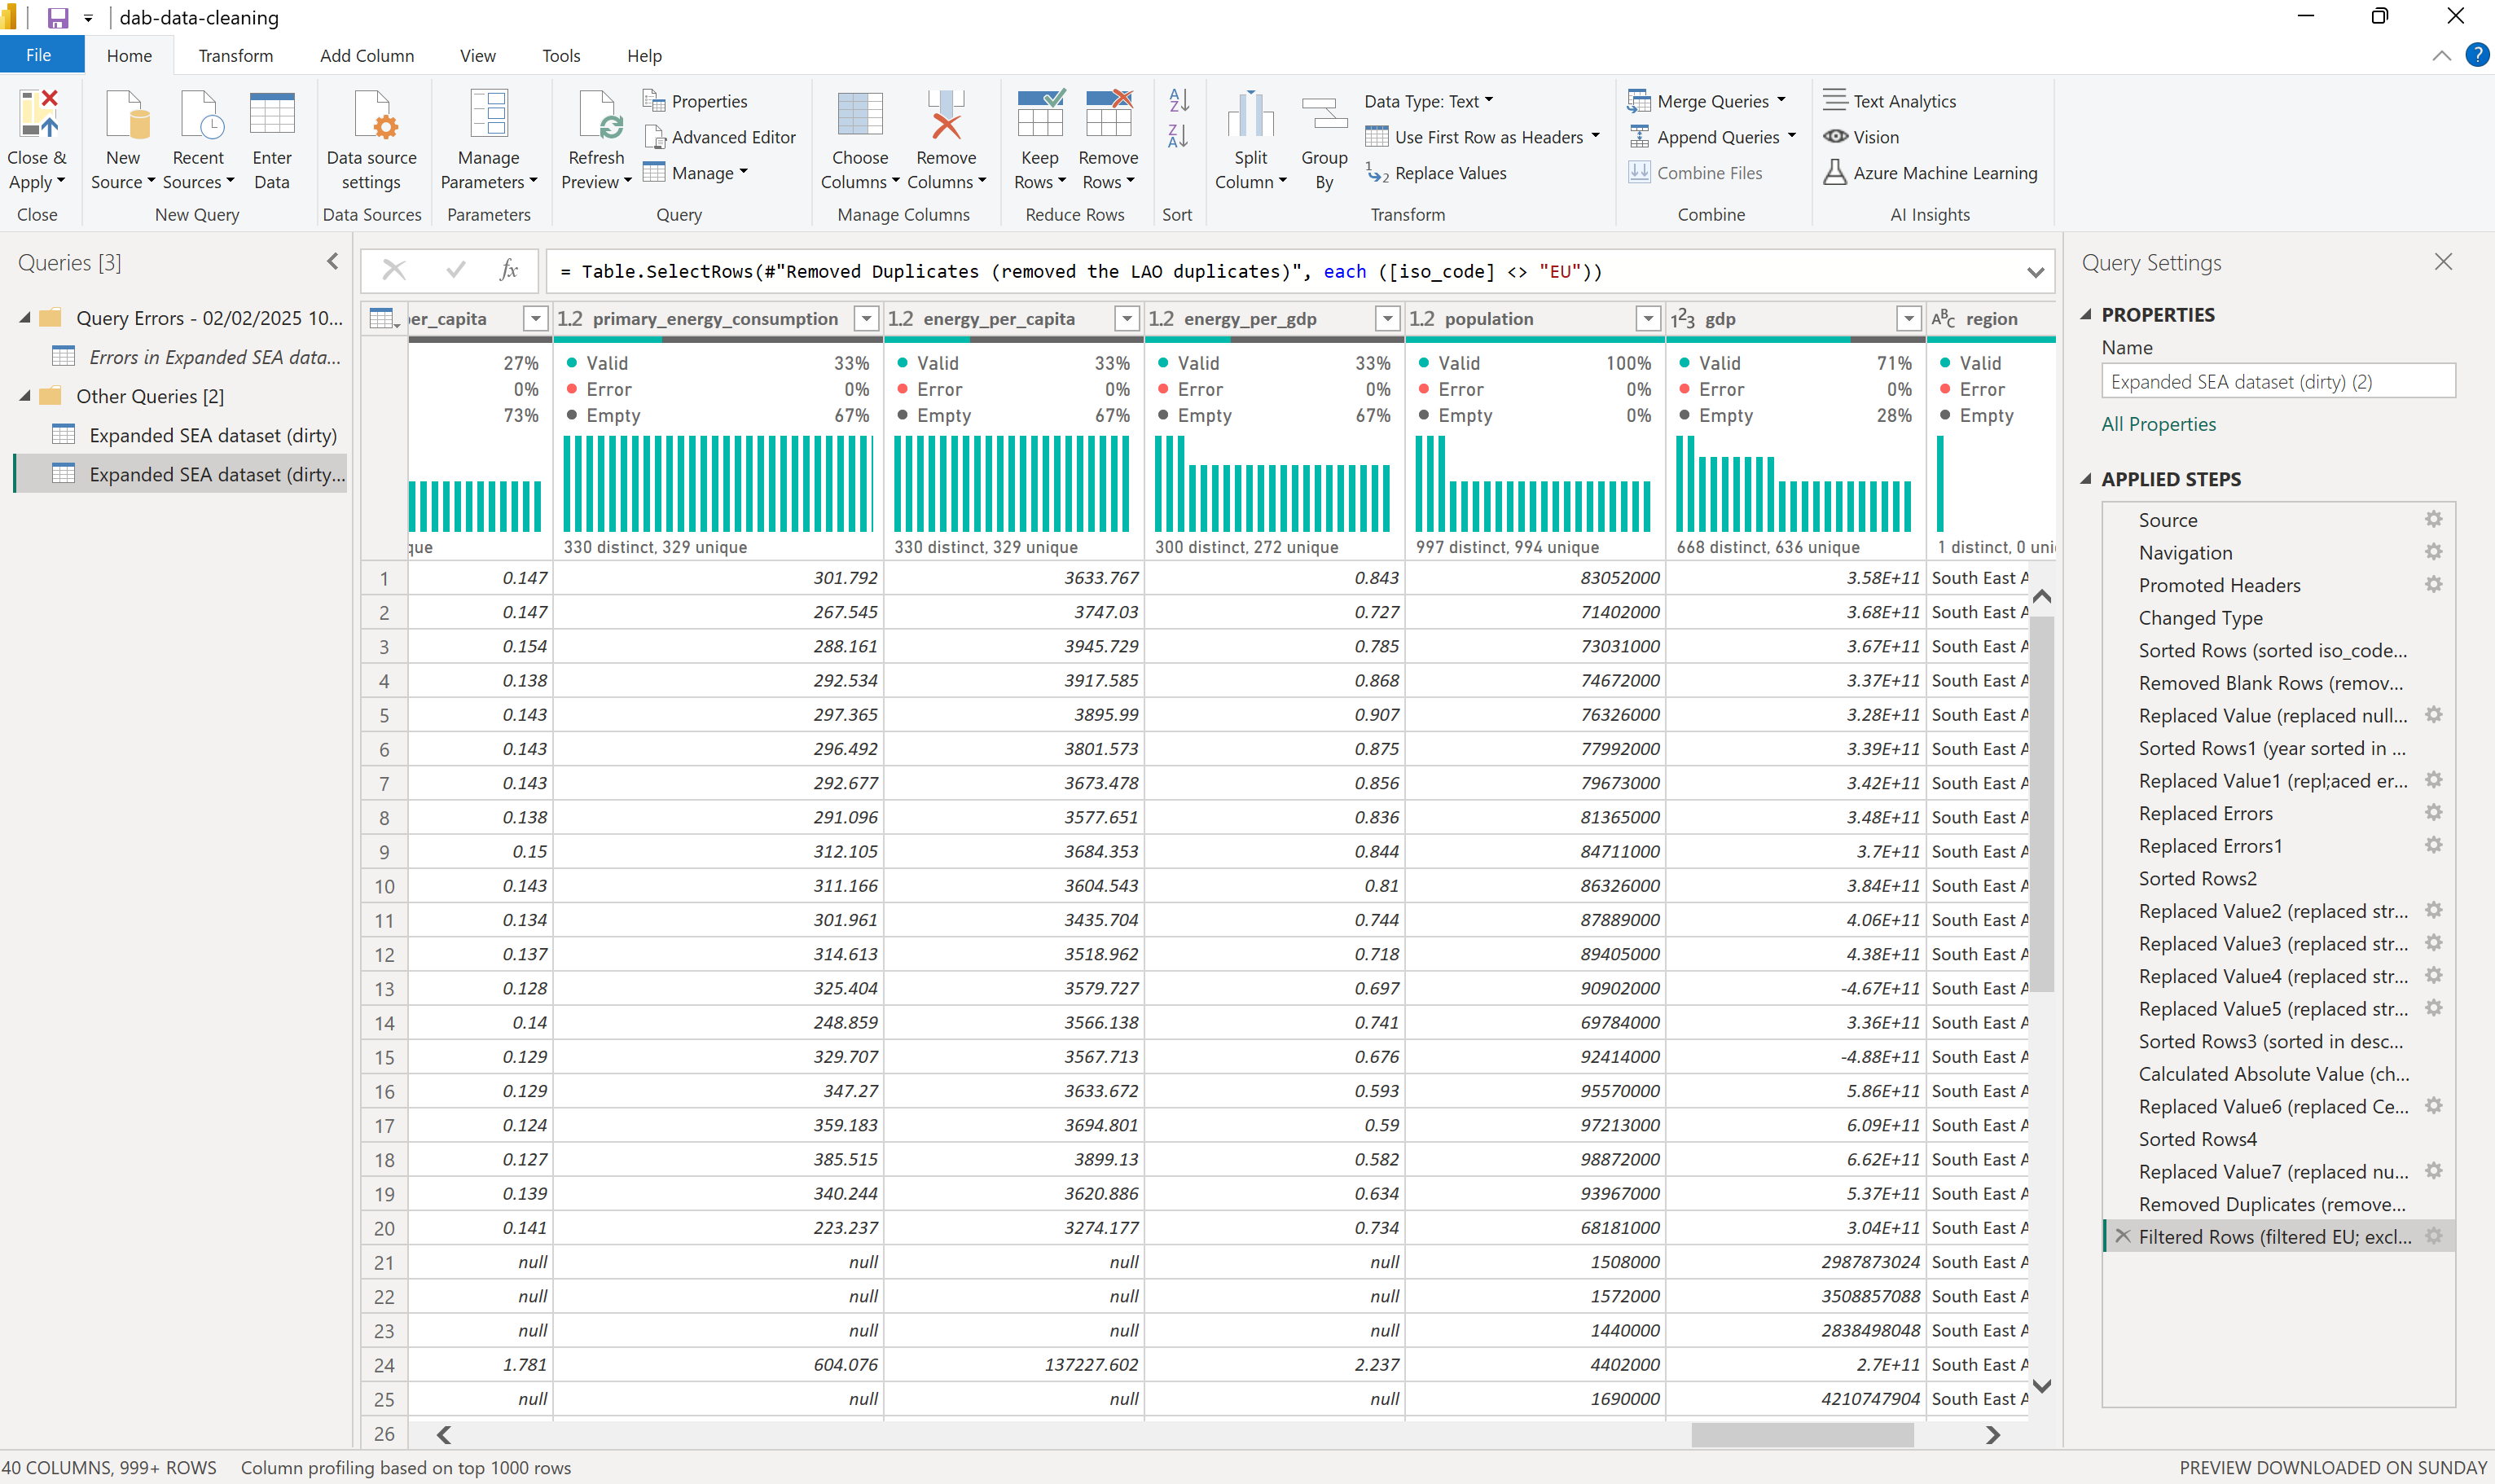 dab-data-cleaning
File Home Transform Add Column View Tools Help
Close & Apply
New Source
Recent Sources
Enter Data
Data source settings
Manage Parameters
Refresh Preview
Properties
Advanced Editor
Manage
Choose Columns
Remove Columns
Keep Rows
Remove Rows
Split Column
Group By
Data Type: Text
Use First Row as Headers
Replace Values
Merge Queries
Append Queries
Combine Files
Text Analytics
Vision
Azure Machine Learning
Close New Query Data Sources Parameters Query Manage Columns Reduce Rows Sort Transform Combine AI Insights
Queries [3]
Query Errors - 02/02/2025 10...
Errors in Expanded SEA data...
Other Queries [2]
Expanded SEA dataset (dirty)
Expanded SEA dataset (dirty...
= Table.SelectRows(#"Removed Duplicates (removed the LAO duplicates)", each ([iso_code] <> "EU"))
er_capita 1.2 primary_energy_consumption 1.2 energy_per_capita 1.2 energy_per_gdp 1.2 population 123 gdp ABC region
27% Valid 33% Valid 33% Valid 33% Valid 100% Valid 71% Valid
0% Error 0% Error 0% Error 0% Error 0% Error 0% Error
73% Empty 67% Empty 67% Empty 67% Empty 0% Empty 28% Empty
que 330 distinct, 329 unique 330 distinct, 329 unique 300 distinct, 272 unique 997 distinct, 994 unique 668 distinct, 636 unique 1 distinct, 0 uni
1 0.147 301.792 3633.767 0.843 83052000 3.58E+11 South East A
2 0.147 267.545 3747.03 0.727 71402000 3.68E+11 South East A
3 0.154 288.161 3945.729 0.785 73031000 3.67E+11 South East A
4 0.138 292.534 3917.585 0.868 74672000 3.37E+11 South East A
5 0.143 297.365 3895.99 0.907 76326000 3.28E+11 South East A
6 0.143 296.492 3801.573 0.875 77992000 3.39E+11 South East A
7 0.143 292.677 3673.478 0.856 79673000 3.42E+11 South East A
8 0.138 291.096 3577.651 0.836 81365000 3.48E+11 South East A
9 0.15 312.105 3684.353 0.844 84711000 3.7E+11 South East A
10 0.143 311.166 3604.543 0.81 86326000 3.84E+11 South East A
11 0.134 301.961 3435.704 0.744 87889000 4.06E+11 South East A
12 0.137 314.613 3518.962 0.718 89405000 4.38E+11 South East A
13 0.128 325.404 3579.727 0.697 90902000 -4.67E+11 South East A
14 0.14 248.859 3566.138 0.741 69784000 3.36E+11 South East A
15 0.129 329.707 3567.713 0.676 92414000 -4.88E+11 South East A
16 0.129 347.27 3633.672 0.593 95570000 5.86E+11 South East A
17 0.124 359.183 3694.801 0.59 97213000 6.09E+11 South East A
18 0.127 385.515 3899.13 0.582 98872000 6.62E+11 South East A
19 0.139 340.244 3620.886 0.634 93967000 5.37E+11 South East A
20 0.141 223.237 3274.177 0.734 68181000 3.04E+11 South East A
21 null null null null 1508000 2987873024 South East A
22 null null null null 1572000 3508857088 South East A
23 null null null null 1440000 2838498048 South East A
24 1.781 604.076 137227.602 2.237 4402000 2.7E+11 South East A
25 null null null null 1690000 4210747904 South East A
26
Query Settings
PROPERTIES
Name
Expanded SEA dataset (dirty) (2)
All Properties
APPLIED STEPS
Source
Navigation
Promoted Headers
Changed Type
Sorted Rows (sorted iso_code...
Removed Blank Rows (remov...
Replaced Value (replaced null...
Sorted Rows1 (year sorted in ...
Replaced Value1 (repl;aced er...
Replaced Errors
Replaced Errors1
Sorted Rows2
Replaced Value2 (replaced str...
Replaced Value3 (replaced str...
Replaced Value4 (replaced str...
Replaced Value5 (replaced str...
Sorted Rows3 (sorted in desc...
Calculated Absolute Value (ch...
Replaced Value6 (replaced Ce...
Sorted Rows4
Replaced Value7 (replaced nu...
Removed Duplicates (remove...
Filtered Rows (filtered EU; excl...
40 COLUMNS, 999+ ROWS Column profiling based on top 1000 rows
PREVIEW DOWNLOADED ON SUNDAY